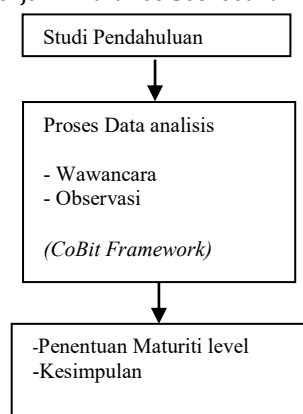 Studi Pendahuluan
Proses Data analisis
- Wawancara
- Observasi
(CoBit Framework)
-Penentuan Maturiti level
-Kesimpulan